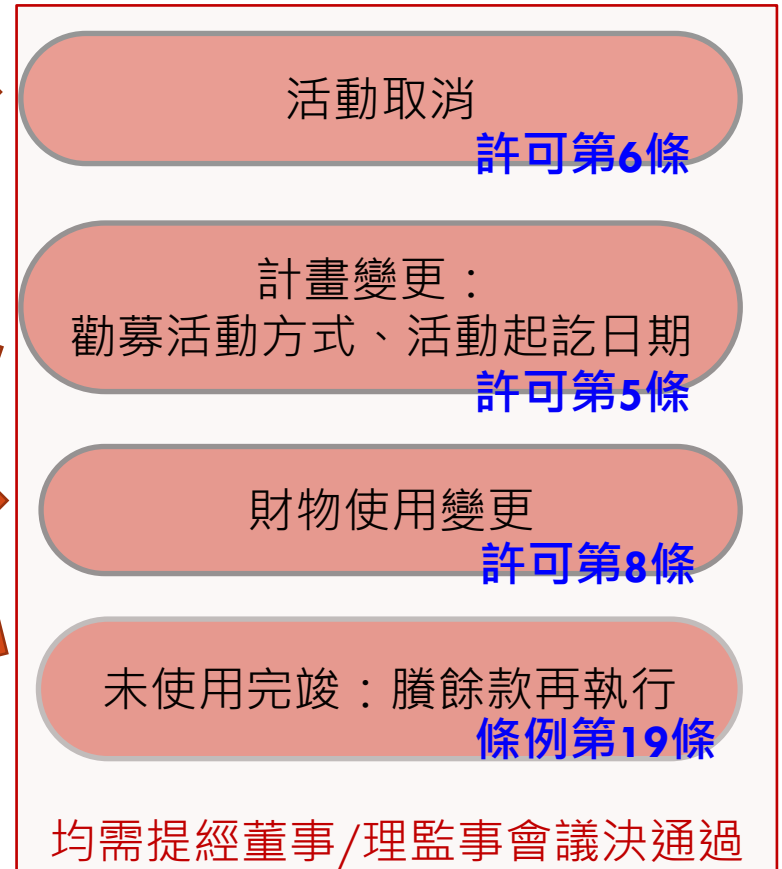 活動取消
許可第6條
計畫變更：
勸募活動方式、活動起訖日期
許可第5條
財物使用變更
許可第8條
未使用完竣：賸餘款再執行
條例第19條
均需提經董事/理監事會議決通過